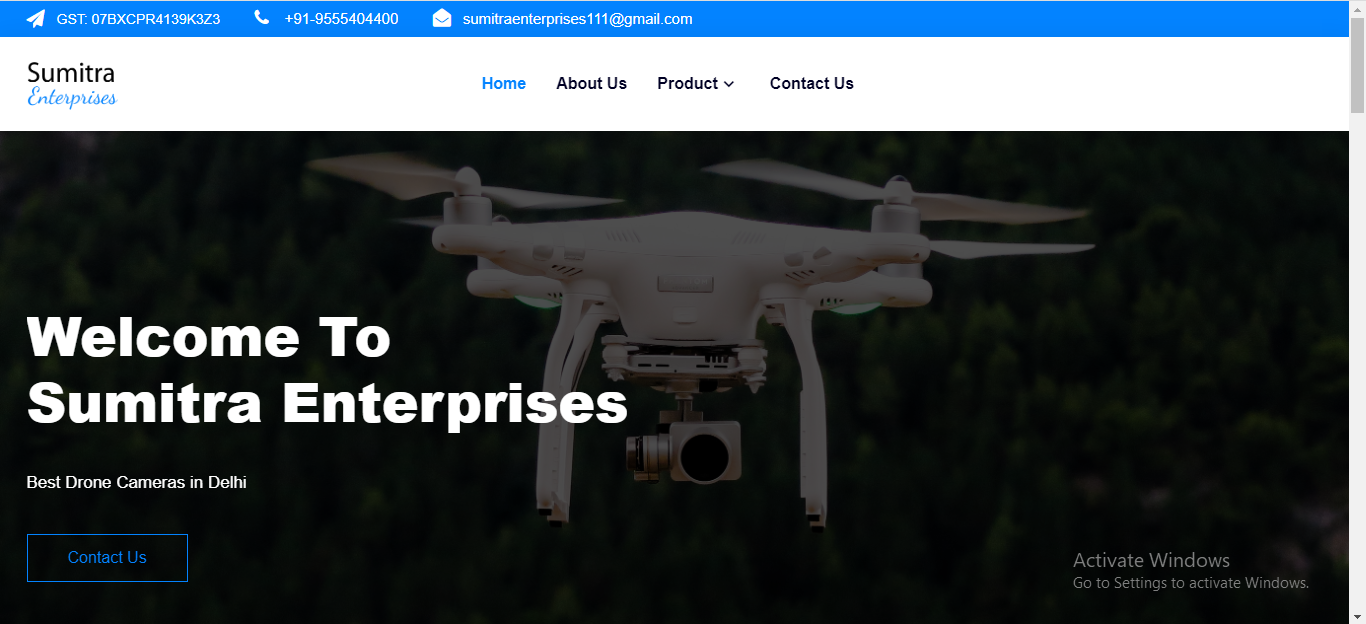 GST: 07BXCPR4139K3Z3 +91-9555404400 sumitraenterprises111@gmail.com
Sumitra
Enterprises
Home About Us Product Contact Us
Welcome To
Sumitra Enterprises
Best Drone Cameras in Delhi
Contact Us
Activate Windows
Go to Settings to activate Windows.